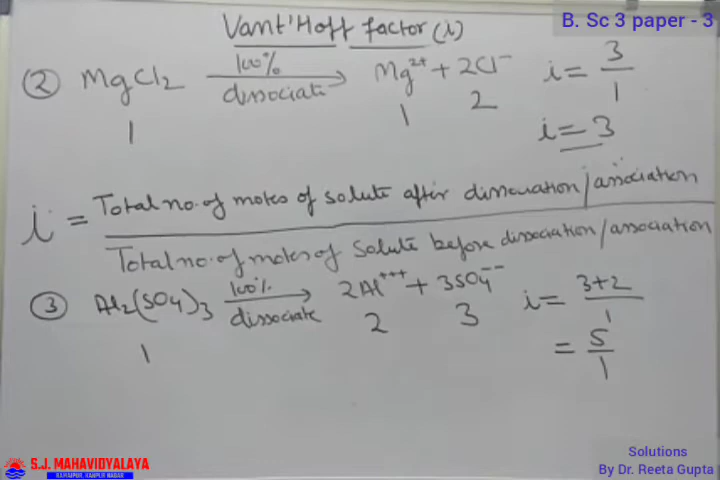 B. Sc 3 paper - 3
Vant'Hoff factor (i)
② MgCl2 100% dissociate → Mg2+ + 2Cl- i = 3/1
1 1 2 i = 3
i = Total no. of moles of solute after dissociation/association
Total no. of moles of solute before dissociation/association
③ Al2(SO4)3 100% dissociate → 2Al+++ + 3SO4-- i = 3+2/1
1 2 3 = 5/1
Solutions
By Dr. Reeta Gupta
S.J. MAHAVIDYALAYA